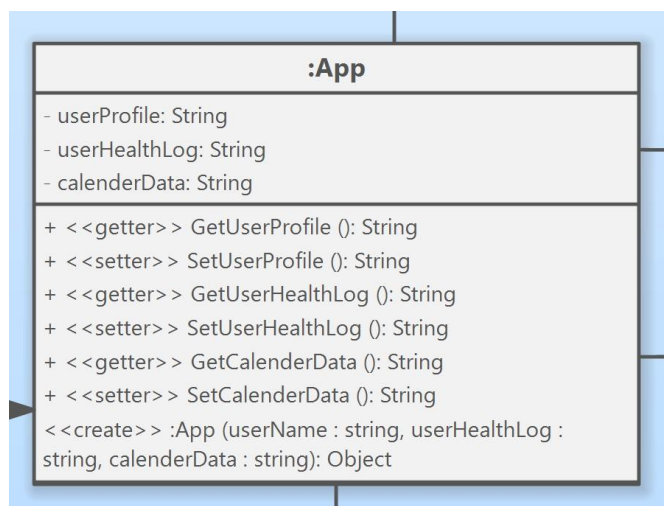 :App
- userProfile: String
- userHealthLog: String
- calenderData: String
+ <<getter>> GetUserProfile (): String
+ <<setter>> SetUserProfile (): String
+ <<getter>> GetUserHealthLog (): String
+ <<setter>> SetUserHealthLog (): String
+ <<getter>> GetCalenderData (): String
+ <<setter>> SetCalenderData (): String
<<create>> :App (userName : string, userHealthLog :
string, calenderData : string): Object